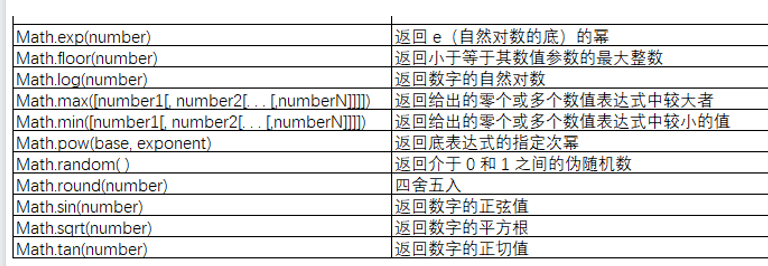 Math.exp(number) 返回 e（自然对数的底）的幂
Math.floor(number) 返回小于等于其数值参数的最大整数
Math.log(number) 返回数字的自然对数
Math.max([number1[, number2[. . . [,numberN]]]]) 返回给出的零个或多个数值表达式中较大者
Math.min([number1[, number2[. . . [,numberN]]]]) 返回给出的零个或多个数值表达式中较小的值
Math.pow(base, exponent) 返回底表达式的指定次幂
Math.random( ) 返回介于 0 和 1 之间的伪随机数
Math.round(number) 四舍五入
Math.sin(number) 返回数字的正弦值
Math.sqrt(number) 返回数字的平方根
Math.tan(number) 返回数字的正切值